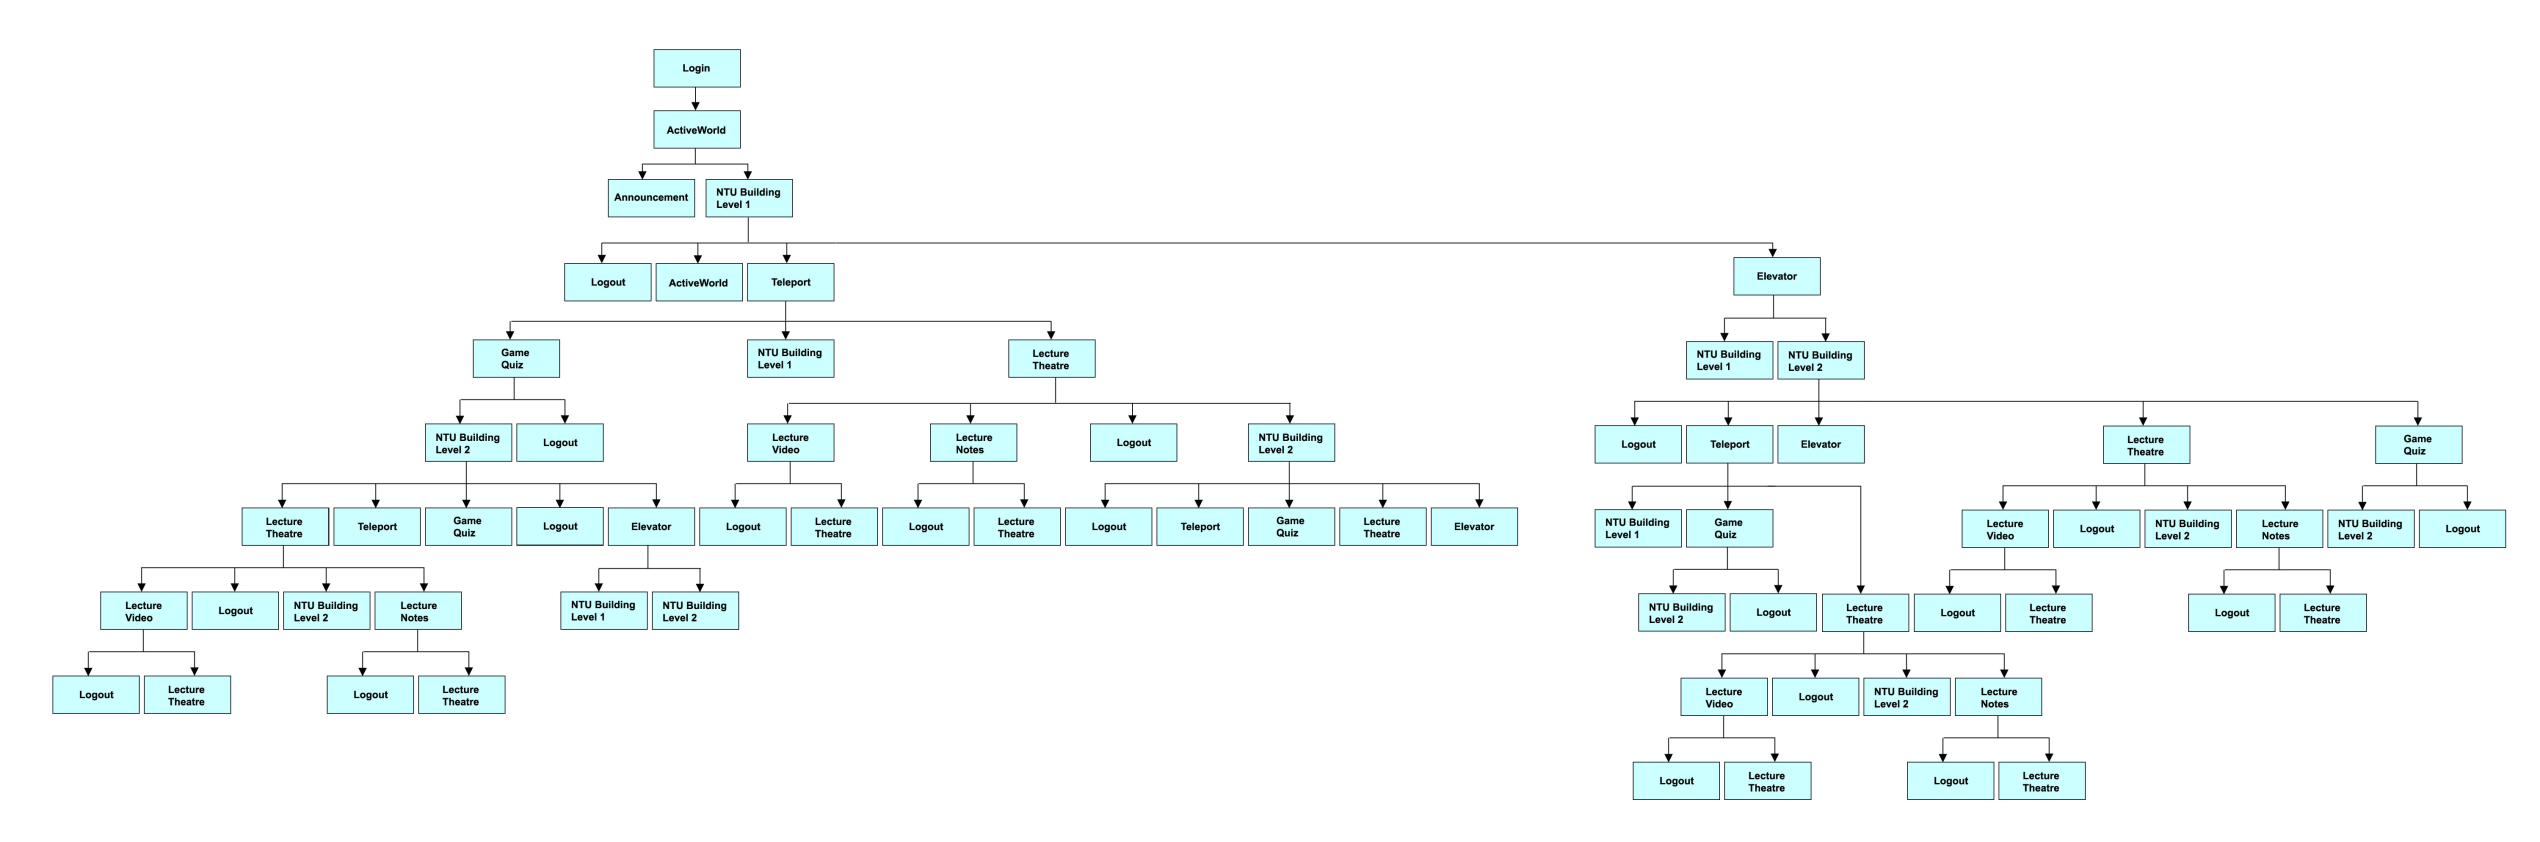 Login
ActiveWorld
Announcement
NTU Building
Level 1
Logout
ActiveWorld
Teleport
Elevator
Game
Quiz
NTU Building
Level 1
Lecture
Theatre
NTU Building
Level 1
NTU Building
Level 2
NTU Building
Level 2
Logout
Lecture
Video
Lecture
Notes
Logout
NTU Building
Level 2
Logout
Teleport
Elevator
Lecture
Theatre
Game
Quiz
Lecture
Theatre
Teleport
Game
Quiz
Logout
Elevator
Logout
Lecture
Theatre
Logout
Lecture
Theatre
Logout
Teleport
Game
Quiz
Lecture
Theatre
Elevator
NTU Building
Level 1
Game
Quiz
Lecture
Video
Logout
NTU Building
Level 2
Lecture
Notes
NTU Building
Level 2
Logout
Lecture
Video
Logout
NTU Building
Level 2
Lecture
Notes
NTU Building
Level 1
NTU Building
Level 2
NTU Building
Level 2
Logout
Lecture
Theatre
Logout
Lecture
Theatre
Logout
Lecture
Theatre
Logout
Lecture
Theatre
Logout
Lecture
Theatre
Lecture
Video
Logout
NTU Building
Level 2
Lecture
Notes
Logout
Lecture
Theatre
Logout
Lecture
Theatre